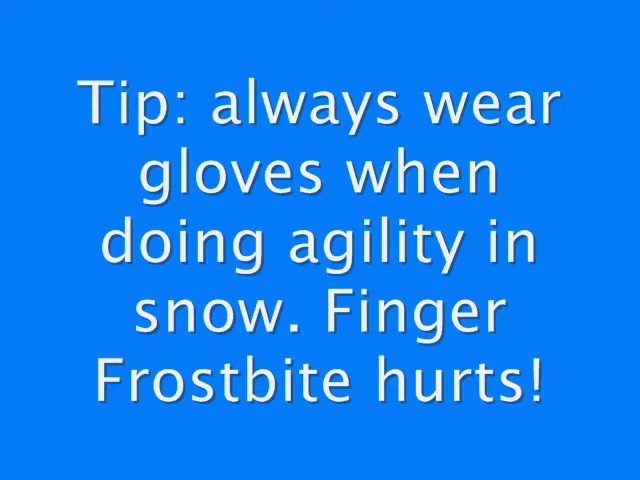 Tip: always wear
gloves when
doing agility in
snow. Finger
Frostbite hurts!